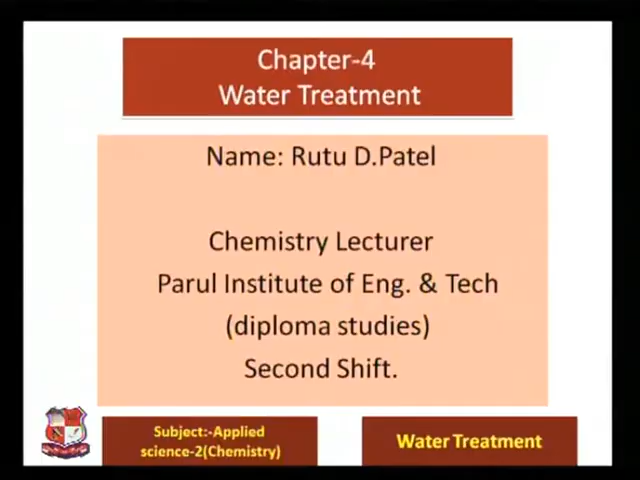 Chapter-4
Water Treatment
Name: Rutu D.Patel
Chemistry Lecturer
Parul Institute of Eng. & Tech
(diploma studies)
Second Shift.
Subject:-Applied
science-2(Chemistry)
Water Treatment